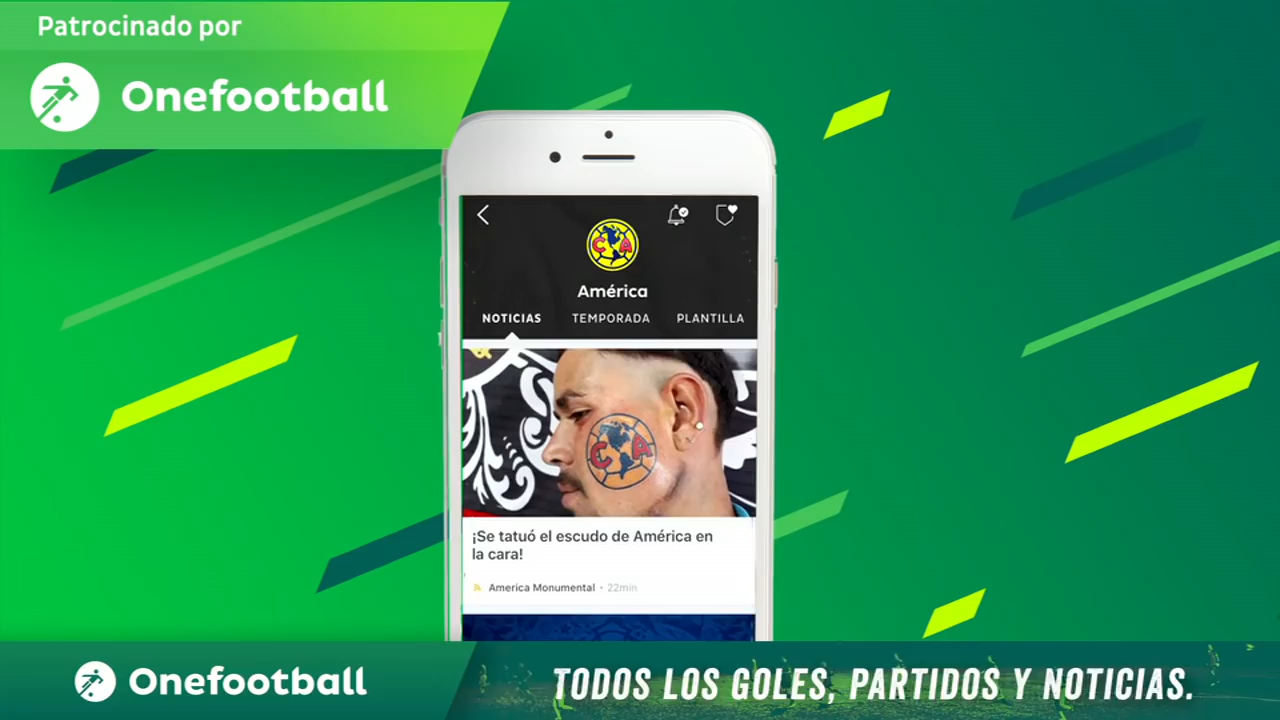 Patrocinado por
Onefootball
C A
América
NOTICIAS TEMPORADA PLANTILLA
C A
¡Se tatuó el escudo de América en
la cara!
America Monumental • 22min
Onefootball
TODOS LOS GOLES, PARTIDOS Y NOTICIAS.